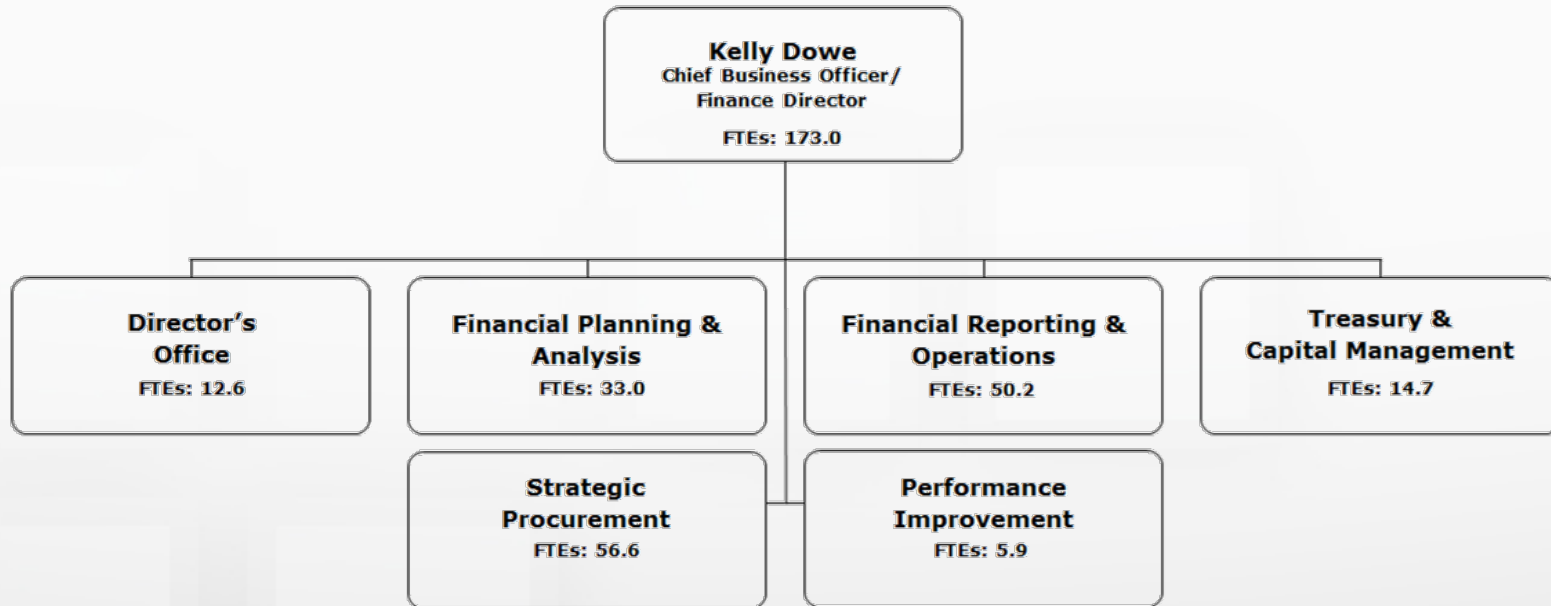 Kelly Dowe
Chief Business Officer/
Finance Director
FTEs: 173.0
Director’s
Office
FTEs: 12.6
Financial Planning &
Analysis
FTEs: 33.0
Financial Reporting &
Operations
FTEs: 50.2
Treasury &
Capital Management
FTEs: 14.7
Strategic
Procurement
FTEs: 56.6
Performance
Improvement
FTEs: 5.9